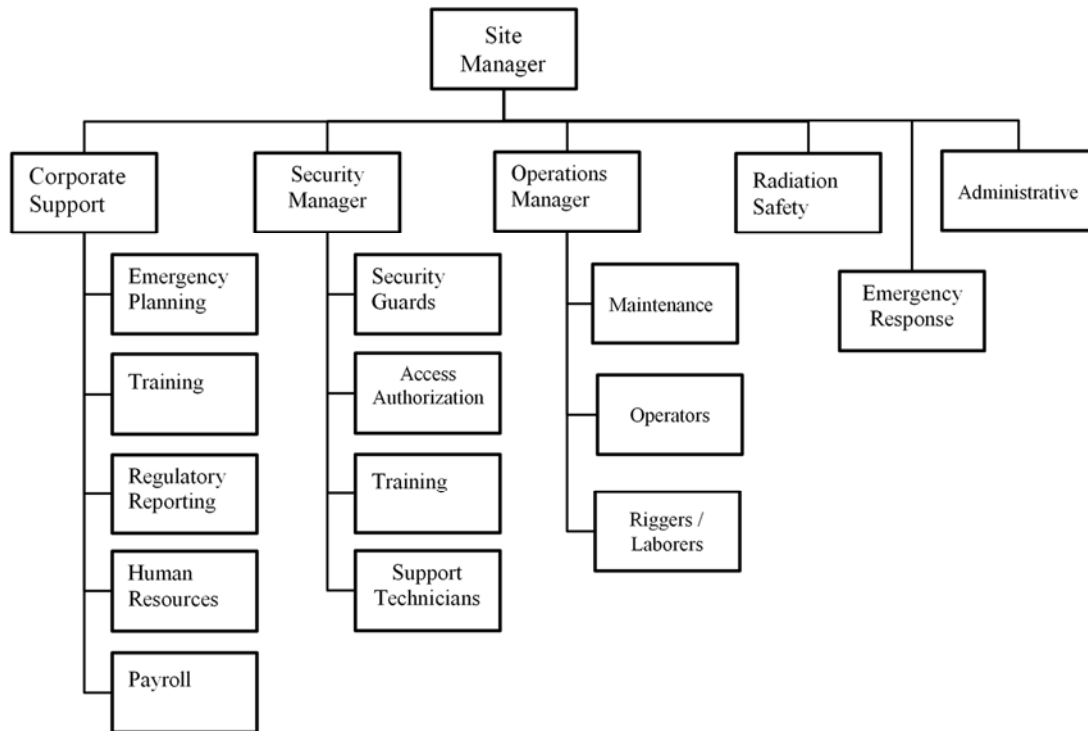 Site
Manager
Corporate
Support
Security
Manager
Operations
Manager
Radiation
Safety
Administrative
Emergency
Planning
Training
Regulatory
Reporting
Human
Resources
Payroll
Security
Guards
Access
Authorization
Training
Support
Technicians
Maintenance
Operators
Riggers /
Laborers
Emergency
Response